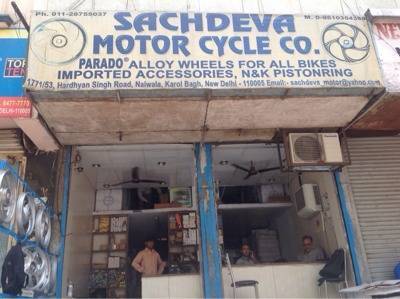 Ph. 011-28755037
SACHDEVA
MOTOR CYCLE CO.
PARADO® ALLOY WHEELS FOR ALL BIKES
IMPORTED ACCESSORIES, N&K PISTONRING
1771/53, Hardhyan Singh Road, Naiwala, Karol Bagh, New Delhi - 110005 Email:- sachdeva_motor@yahoo.com